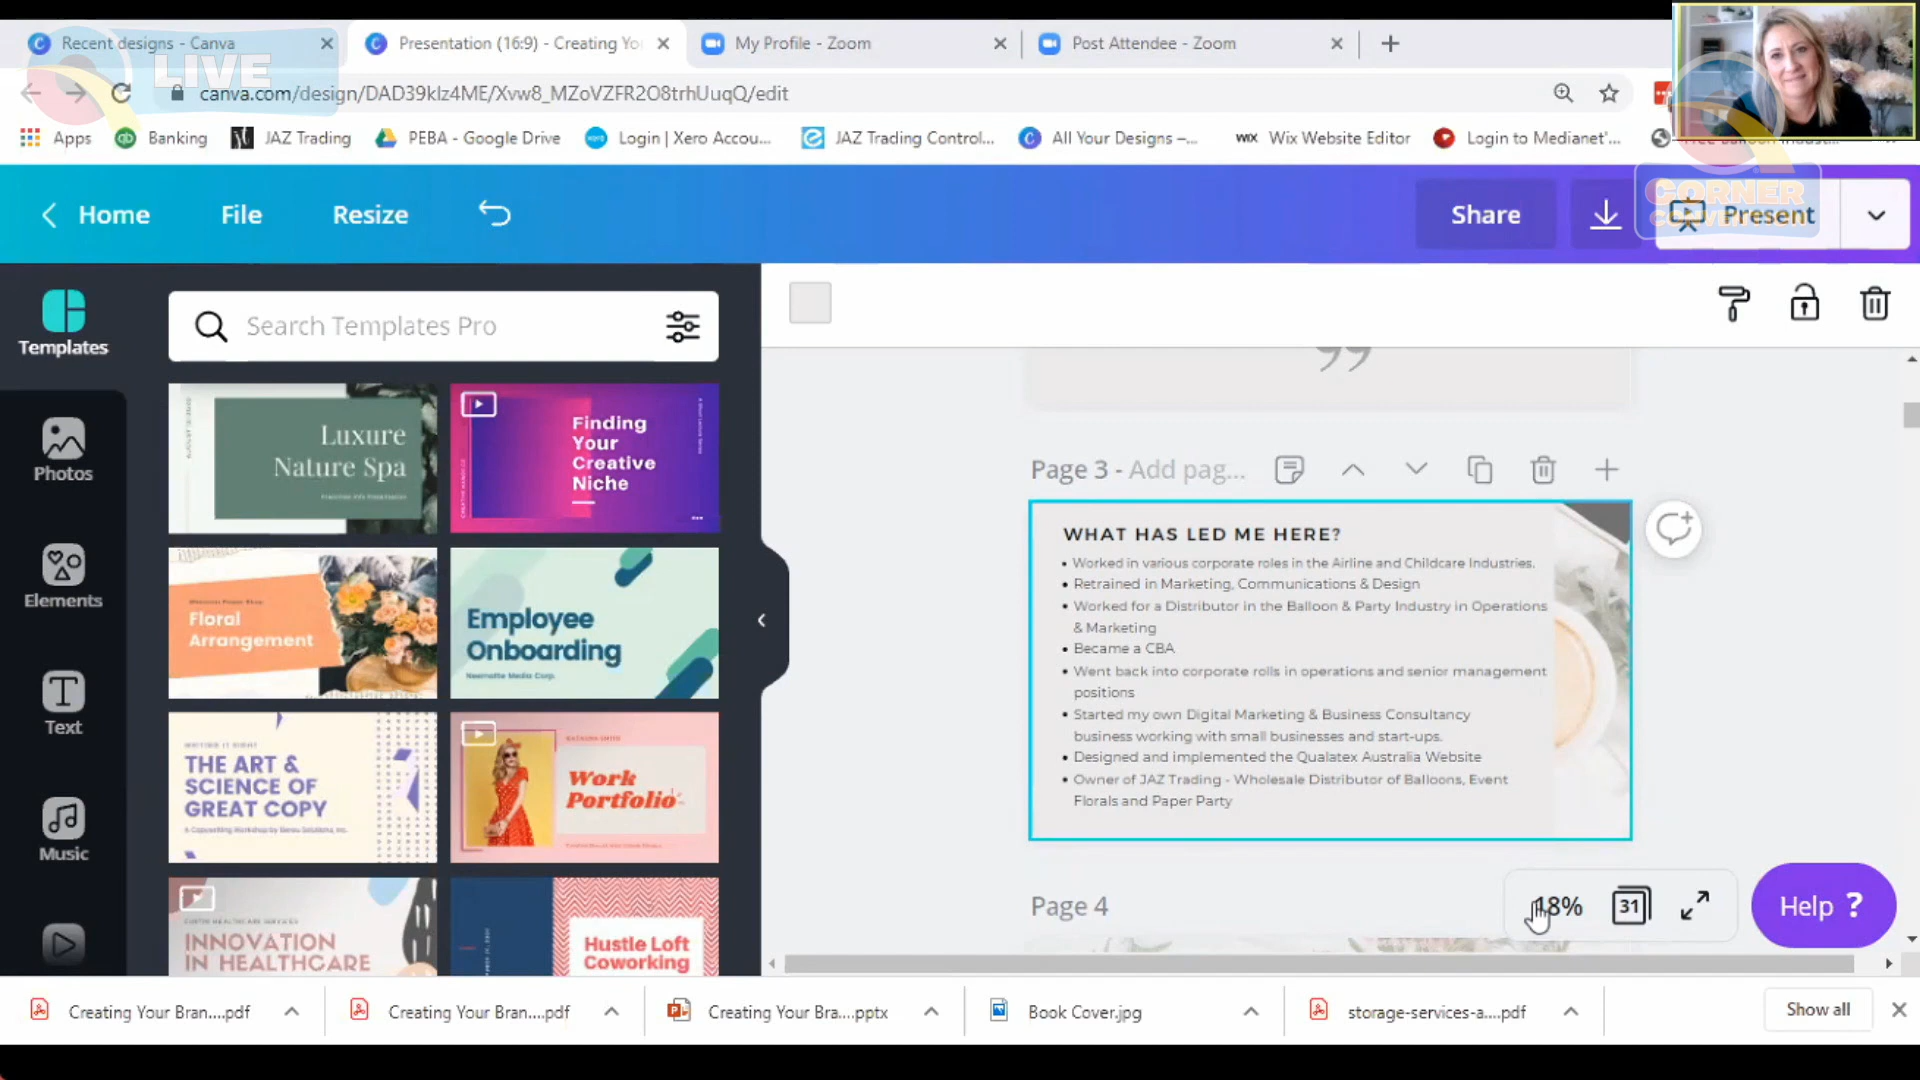 Recent designs - Canva
Presentation (16:9) - Creating Yo
My Profile - Zoom
Post Attendee - Zoom
LIVE
canva.com/design/DAD39klz4ME/Xvw8_MZoVZFR2O8trhUuqQ/edit
Apps
Banking
JAZ Trading
PEBA - Google Drive
Login | Xero Accou...
JAZ Trading Control...
All Your Designs –...
WIX Wix Website Editor
Login to Medianet'...
Home
File
Resize
Share
Present
CORNER
Templates
Photos
Elements
Text
Music
Search Templates Pro
Luxure
Nature Spa
Finding
Your
Creative
Niche
Floral
Arrangement
Employee
Onboarding
THE ART &
SCIENCE OF
GREAT COPY
Work
Portfolio
INNOVATION
IN HEALTHCARE
Hustle Loft
Coworking
”
Page 3 - Add pag...
WHAT HAS LED ME HERE?
• Worked in various corporate roles in the Airline and Childcare Industries.
• Retrained in Marketing, Communications & Design
• Worked for a Distributor in the Balloon & Party Industry in Operations
& Marketing
• Became a CBA
• Went back into corporate rolls in operations and senior management
positions
• Started my own Digital Marketing & Business Consultancy
business working with small businesses and start-ups.
• Designed and implemented the Qualatex Australia Website
• Owner of JAZ Trading - Wholesale Distributor of Balloons, Event
Florals and Paper Party
Page 4
48%
31
Help ?
Creating Your Bran....pdf
Creating Your Bran....pdf
Creating Your Bra....pptx
Book Cover.jpg
storage-services-a....pdf
Show all